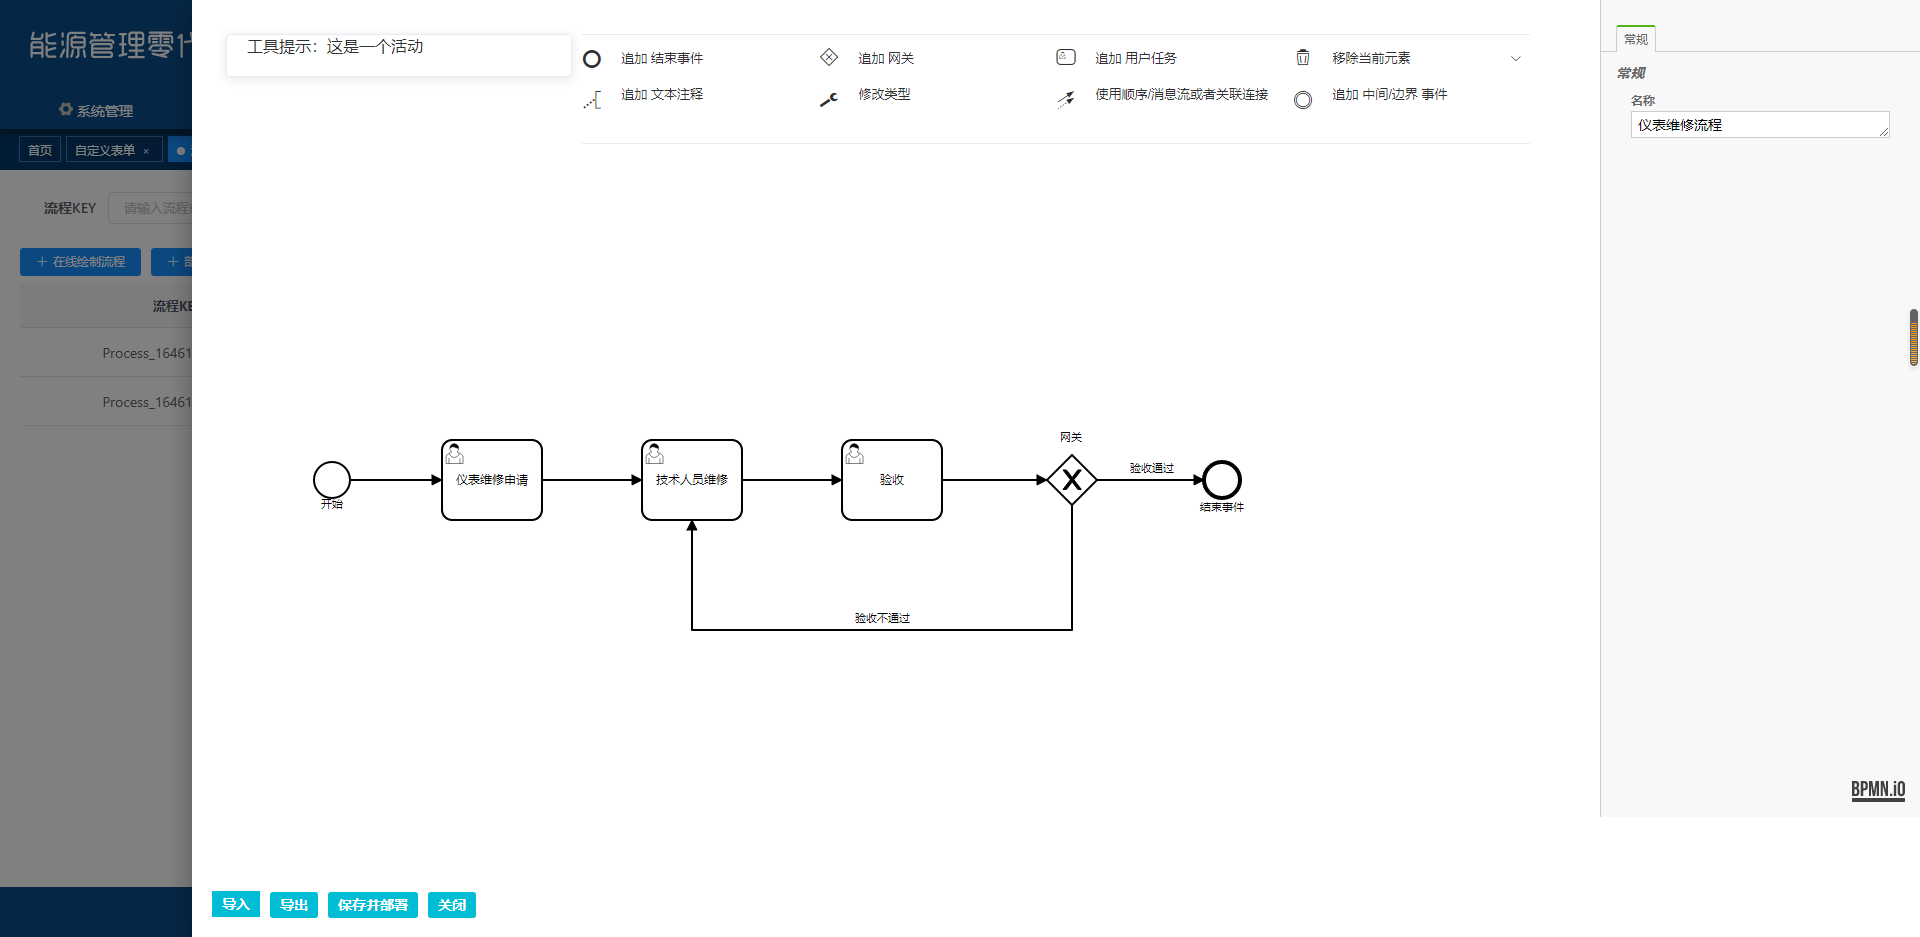 能源管理零
系统管理
首页
自定义表单 ×
流程KEY
请输入流程
＋ 在线绘制流程
＋
流程KE
Process_16461
Process_16461
工具提示：这是一个活动
追加 结束事件
追加 网关
追加 用户任务
移除当前元素
追加 文本注释
修改类型
使用顺序/消息流或者关联连接
追加 中间/边界 事件
开始
仪表维修申请
技术人员维修
验收
网关
验收通过
结束事件
验收不通过
常规
常规
名称
仪表维修流程
BPMN.iO
导入
导出
保存并部署
关闭